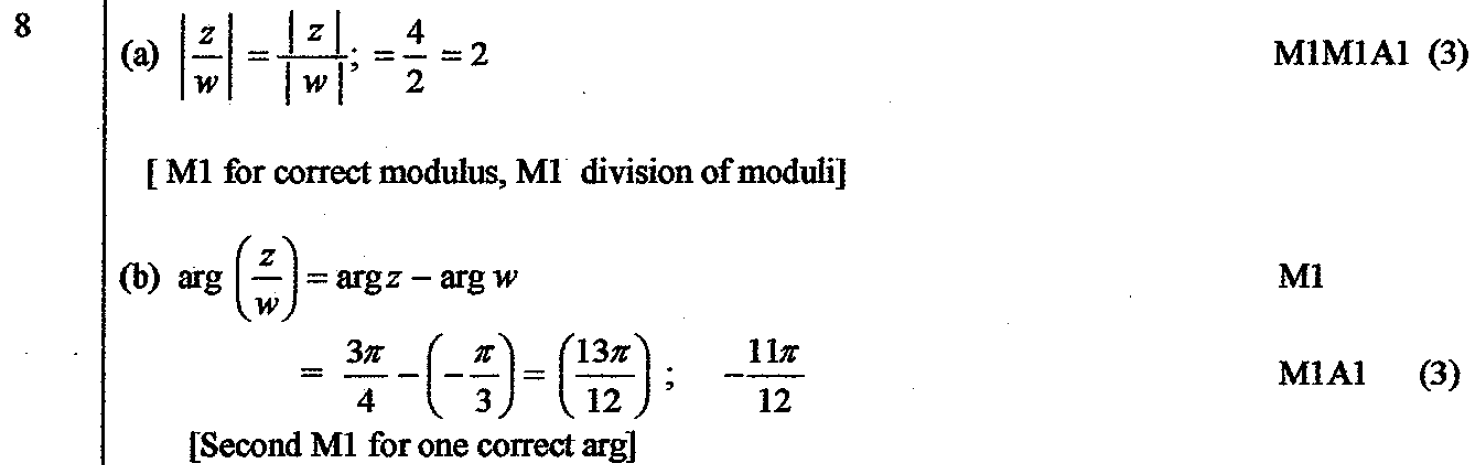 8
(a) |z/w| = |z|/|w|; = 4/2 = 2 M1M1A1 (3)
[ M1 for correct modulus, M1 division of moduli]
(b) arg (z/w) = arg z − arg w M1
= 3π/4 − (−π/3) = (13π/12) ; −11π/12 M1A1 (3)
[Second M1 for one correct arg]